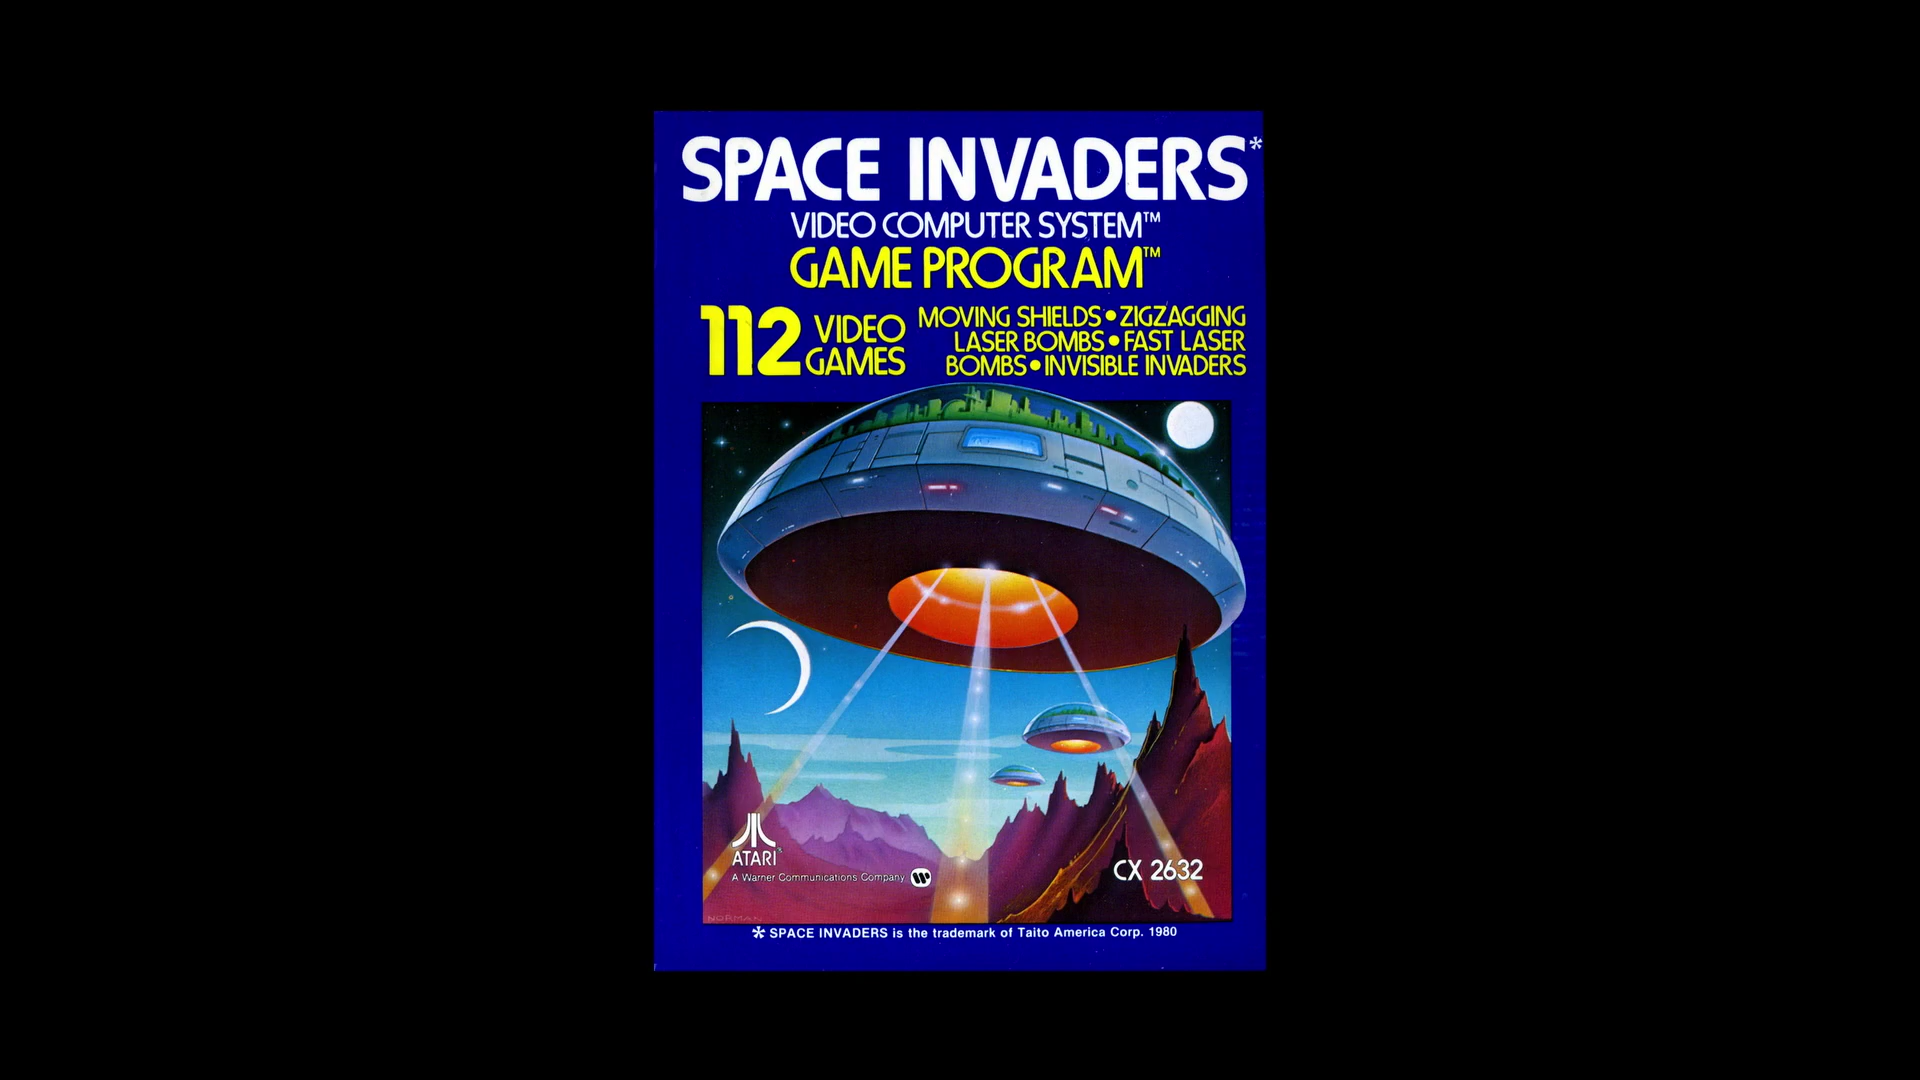 SPACE INVADERS*
VIDEO COMPUTER SYSTEM™
GAME PROGRAM™
112 VIDEO GAMES
MOVING SHIELDS • ZIGZAGGING
LASER BOMBS • FAST LASER
BOMBS • INVISIBLE INVADERS
ATARI
A Warner Communications Company
CX 2632
NORMAN
* SPACE INVADERS is the trademark of Taito America Corp. 1980